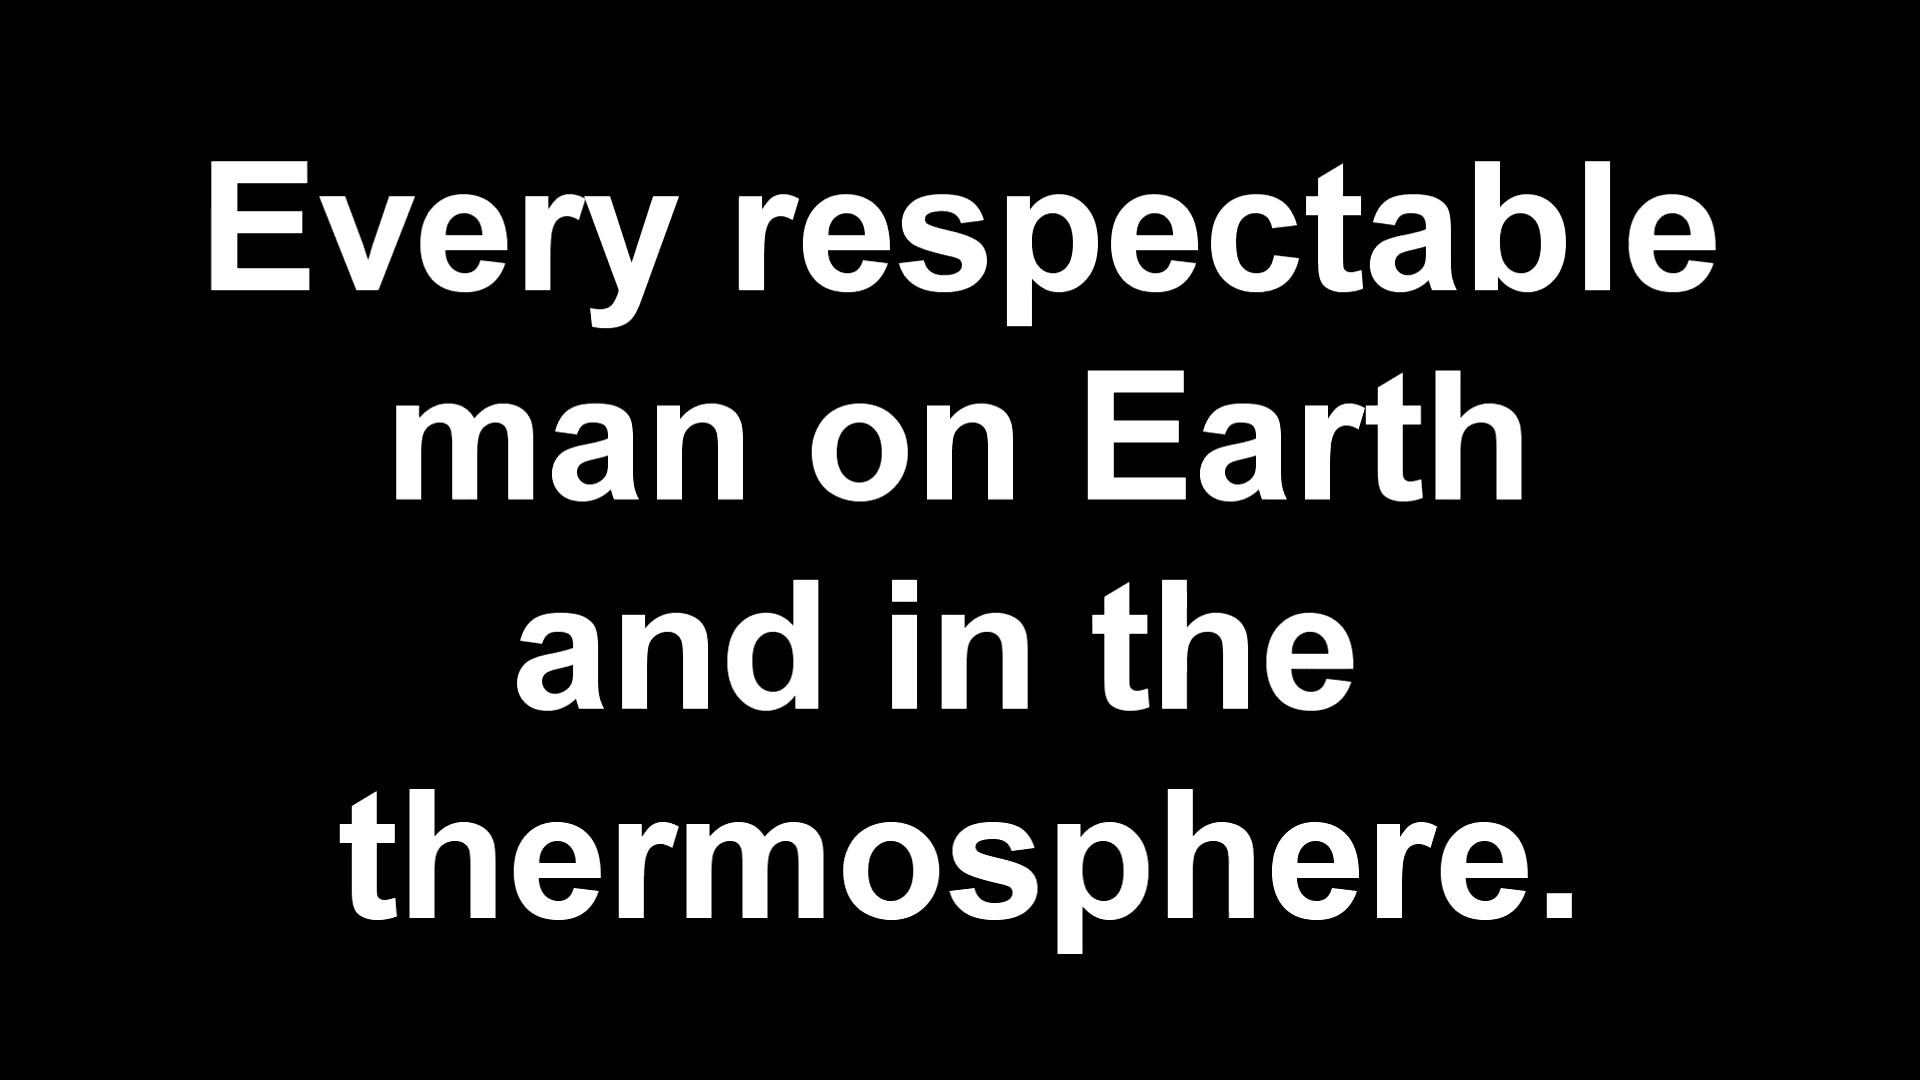 Every respectable
man on Earth
and in the
thermosphere.